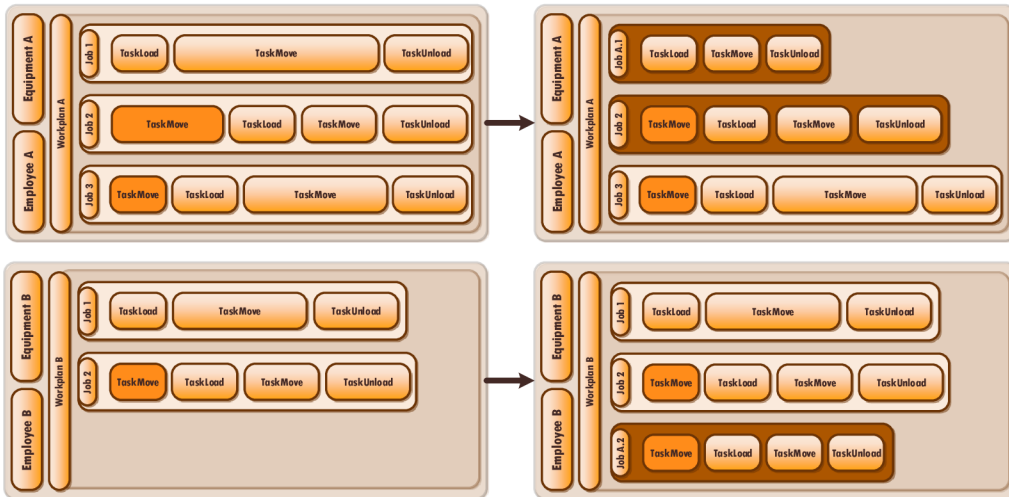 Equipment A
Employee A
Workplan A
Job 1
TaskLoad
TaskMove
TaskUnload
Job 2
TaskMove
TaskLoad
TaskMove
TaskUnload
Job 3
TaskMove
TaskLoad
TaskMove
TaskUnload
Equipment A
Employee A
Workplan A
Job A.1
TaskLoad
TaskMove
TaskUnload
Job 2
TaskMove
TaskLoad
TaskMove
TaskUnload
Job 3
TaskMove
TaskLoad
TaskMove
TaskUnload
Equipment B
Employee B
Workplan B
Job 1
TaskLoad
TaskMove
TaskUnload
Job 2
TaskMove
TaskLoad
TaskMove
TaskUnload
Equipment B
Employee B
Workplan B
Job 1
TaskLoad
TaskMove
TaskUnload
Job 2
TaskMove
TaskLoad
TaskMove
TaskUnload
Job A.2
TaskMove
TaskLoad
TaskMove
TaskUnload